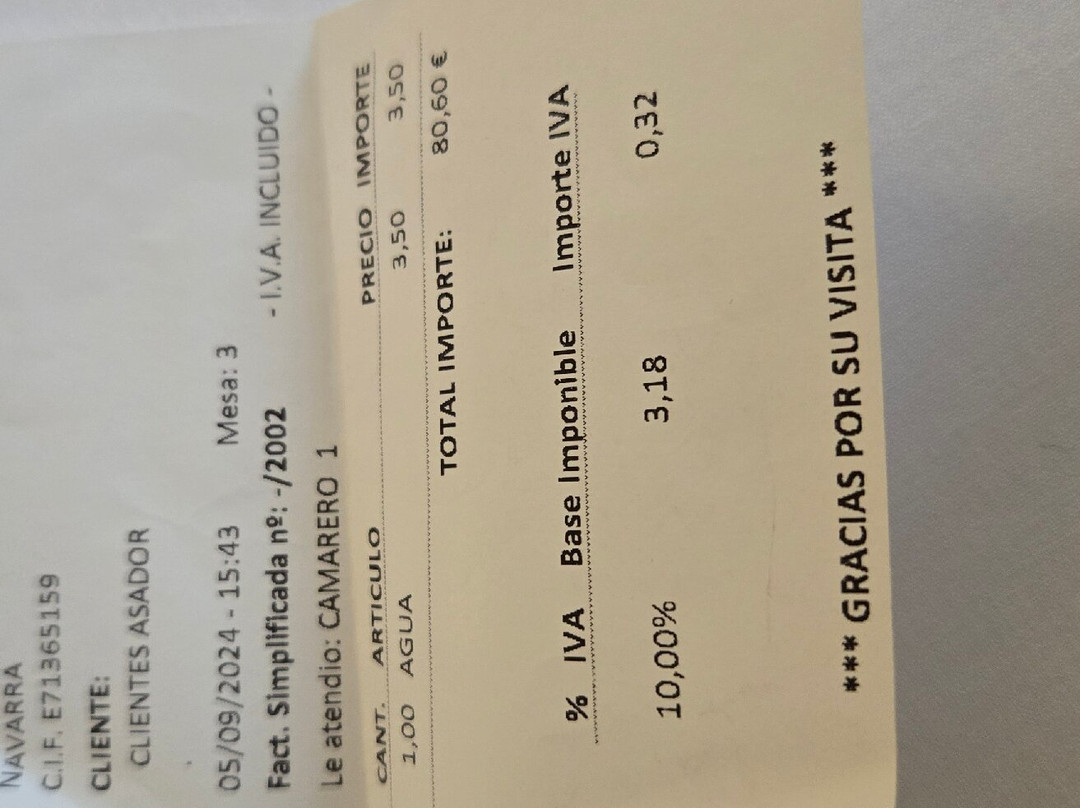 NAVARRA
C.I.F. E71365159
CLIENTE:
CLIENTES ASADOR
05/09/2024 - 15:43 Mesa: 3
Fact. Simplificada nº: -/2002 - I.V.A. INCLUIDO -
Le atendio: CAMARERO 1
CANT. ARTICULO PRECIO IMPORTE
1,00 AGUA 3,50 3,50
TOTAL IMPORTE: 80,60 €
% IVA Base Imponible Importe IVA
10,00% 3,18 0,32
*** GRACIAS POR SU VISITA ***